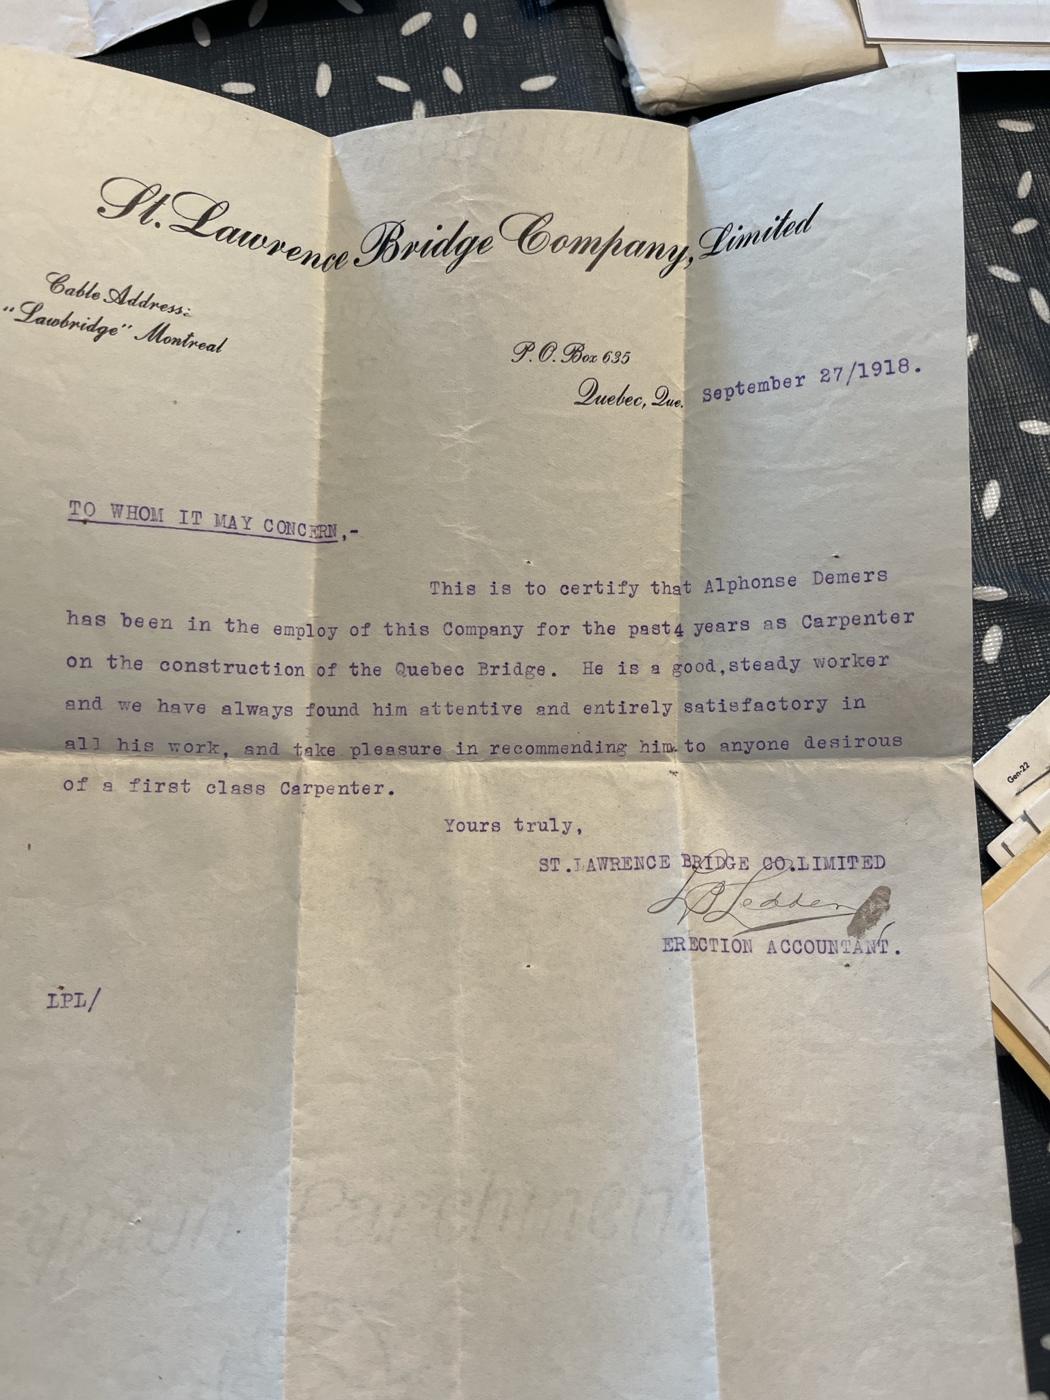 St. Lawrence Bridge Company, Limited
Cable Address:
"Lawbridge" Montreal
P.O. Box 635
Quebec, Que. September 27/1918.
TO WHOM IT MAY CONCERN,-
This is to certify that Alphonse Demers
has been in the employ of this Company for the past4 years as Carpenter
on the construction of the Quebec Bridge. He is a good,steady worker
and we have always found him attentive and entirely satisfactory in
all his work, and take pleasure in recommending him to anyone desirous
of a first class Carpenter.
Yours truly,
ST.LAWRENCE BRIDGE CO.LIMITED
ERECTION ACCOUNTANT.
LPL/
Gen-22